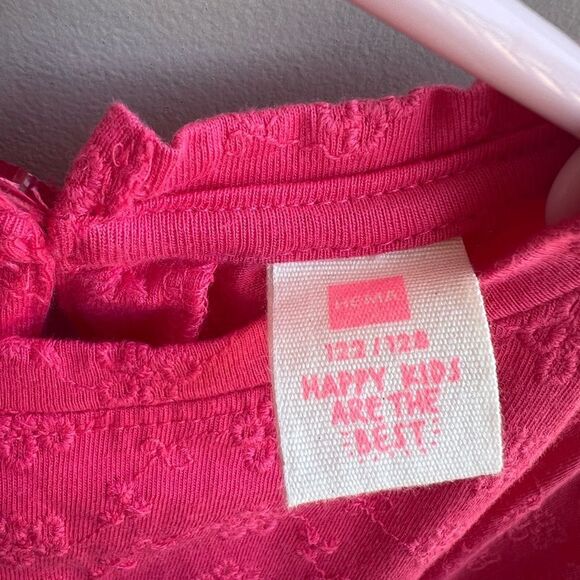 HEMA
122/128
HAPPY KIDS
ARE THE
BEST